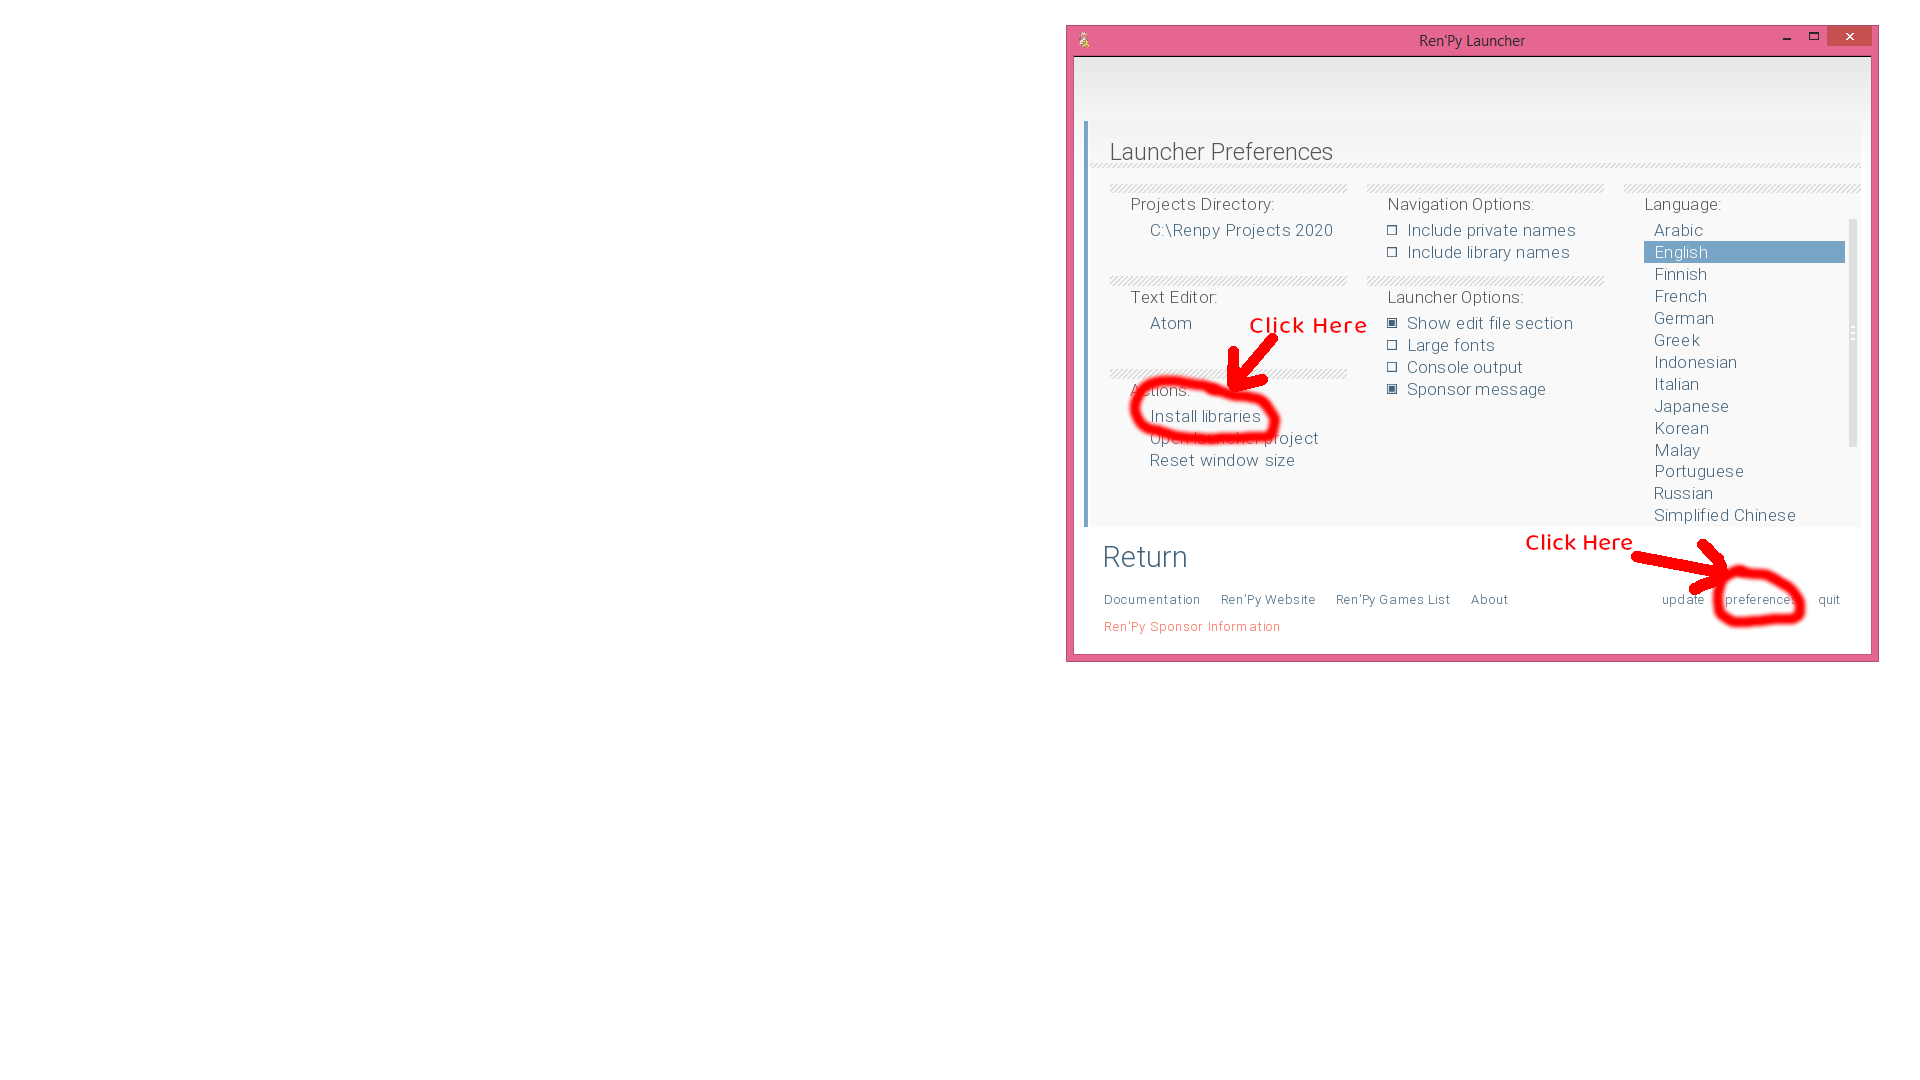 Ren'Py Launcher
Launcher Preferences
Projects Directory:
C:\Renpy Projects 2020
Text Editor:
Atom
Click Here
Actions:
Install libraries
Open launcher project
Reset window size
Navigation Options:
Include private names
Include library names
Launcher Options:
Show edit file section
Large fonts
Console output
Sponsor message
Language:
Arabic
English
Finnish
French
German
Greek
Indonesian
Italian
Japanese
Korean
Malay
Portuguese
Russian
Simplified Chinese
Click Here
Return
Documentation Ren'Py Website Ren'Py Games List About update preferences quit
Ren'Py Sponsor Information